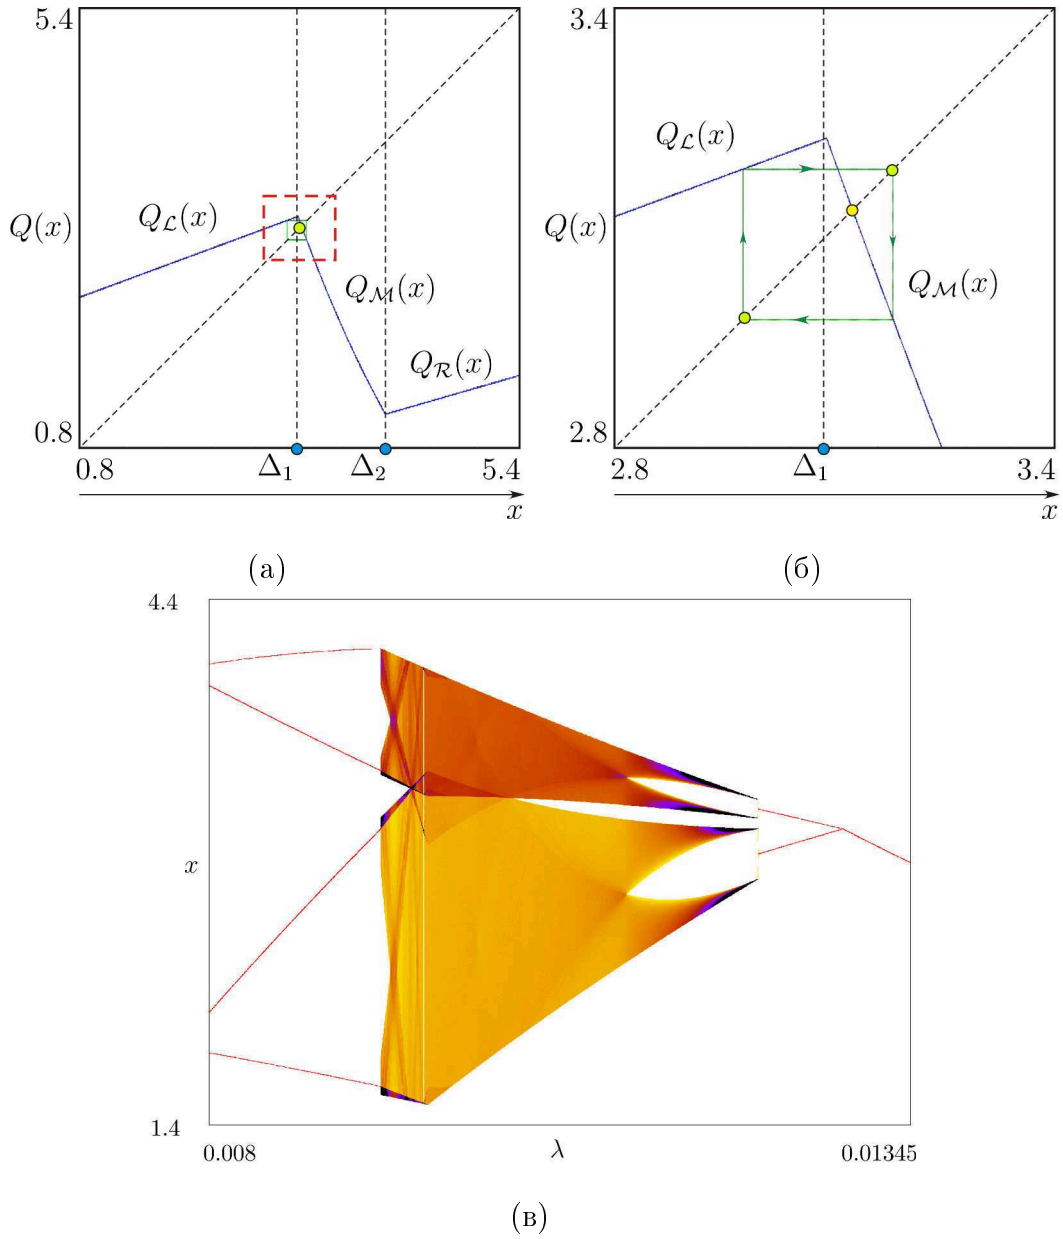 5.4
Q_ℒ(x)
Q(x)
Q_ℳ(x)
Q_ℛ(x)
0.8
0.8 Δ₁ Δ₂ 5.4
x
(а)
3.4
Q_ℒ(x)
Q(x)
Q_ℳ(x)
2.8
2.8 Δ₁ 3.4
x
(б)
4.4
x
1.4
0.008 λ 0.01345
(в)